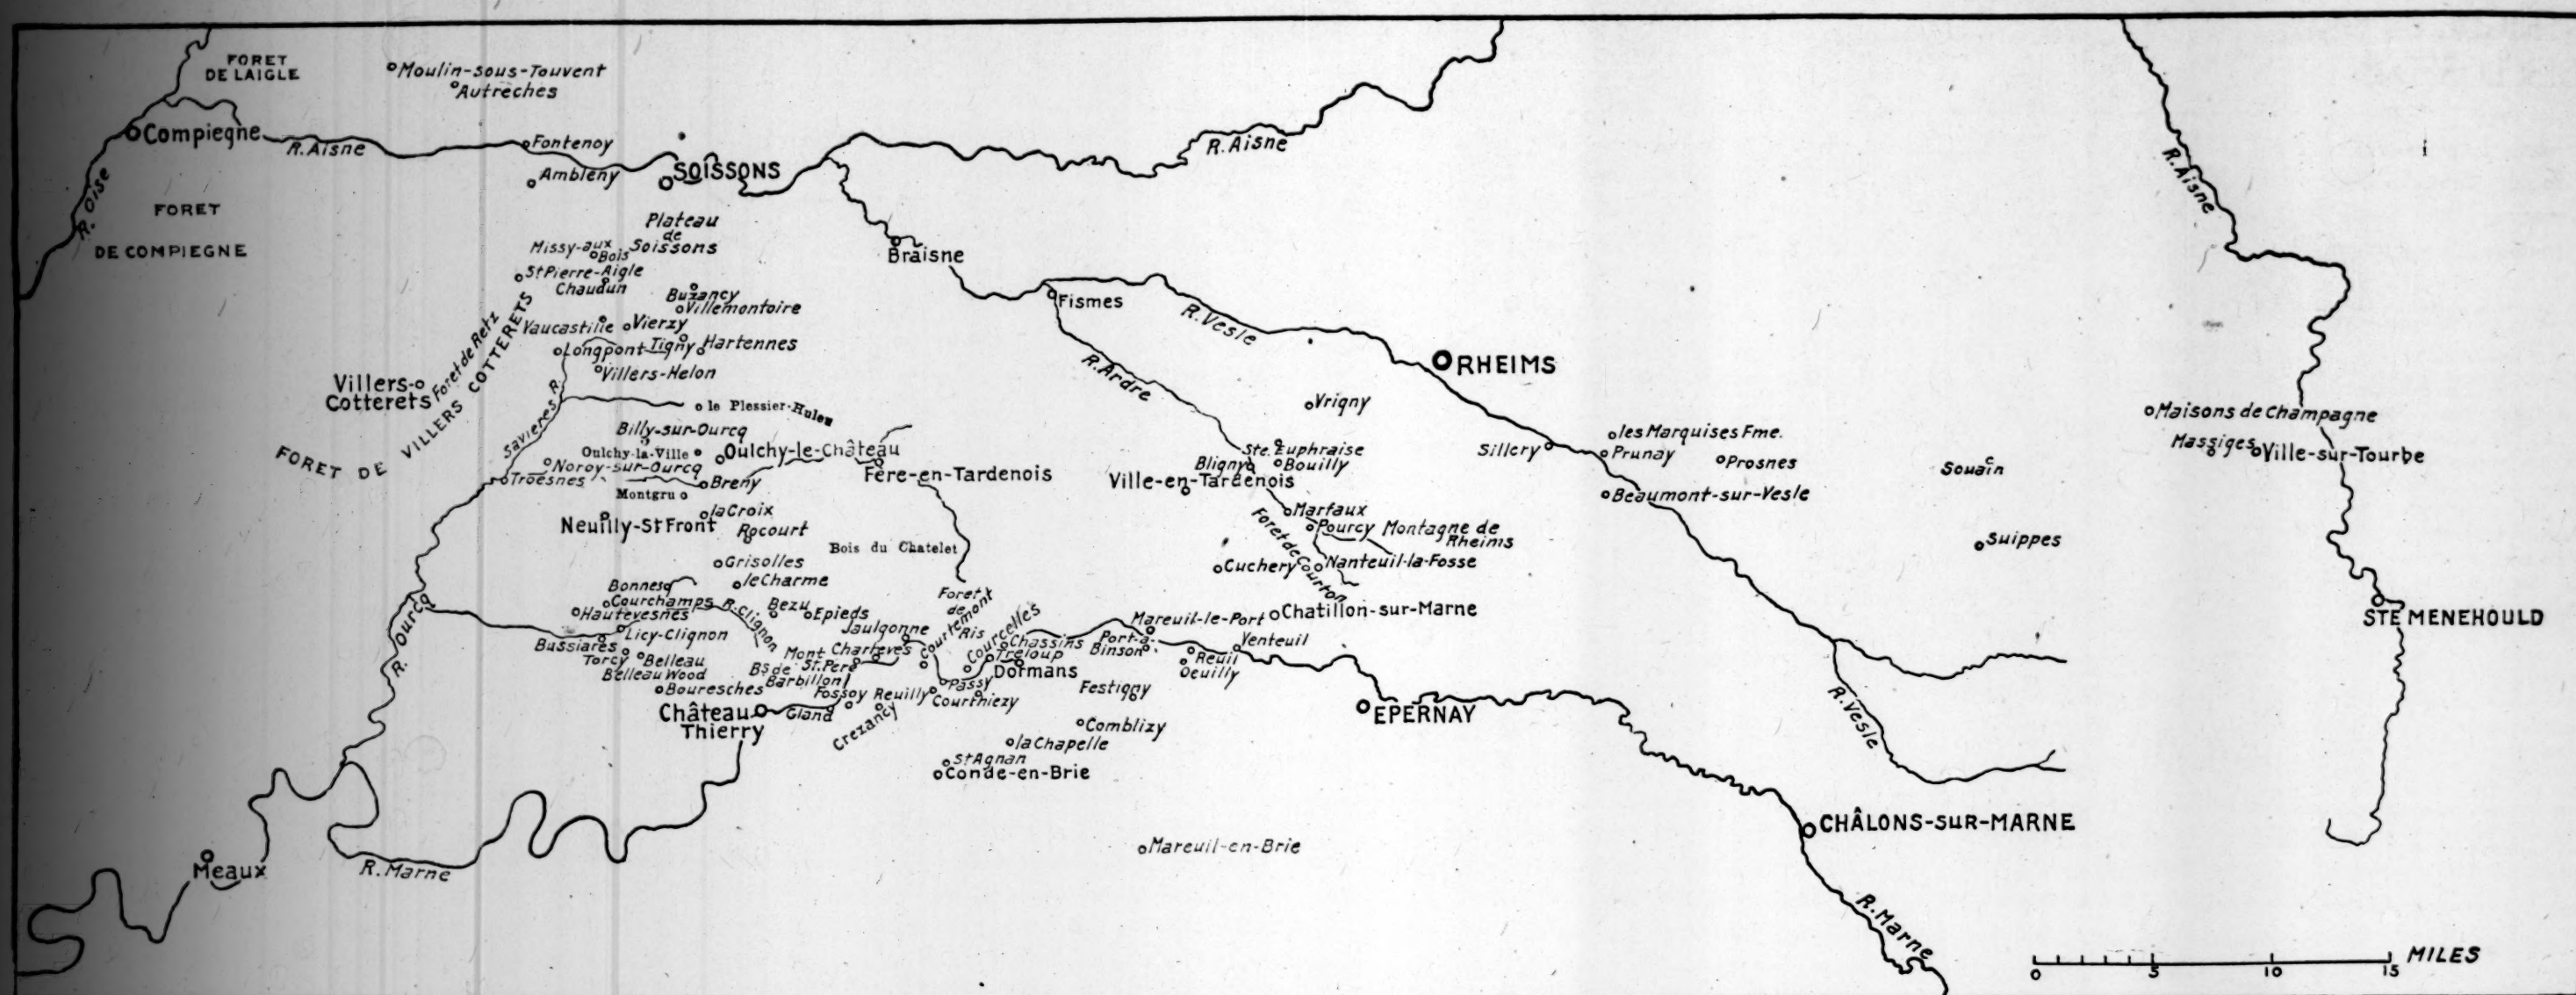 FORET
DE LAIGLE
Moulin-sous-Touvent
Autrèches
Compiegne
R. Aisne
Fontenoy
Ambleny
SOISSONS
R. Aisne
R. Aisne
R. Oise
FORET
DE COMPIEGNE
Plateau
de
Soissons
Missy-aux
Bois
St Pierre-Aigle
Chaudun
Braisne
Buzancy
Villemontoire
Fismes
R. Vesle
Vaucastille
Vierzy
Longpont
Tigny
Hartennes
Villers-Helon
Foret de Retz
FORET DE VILLERS COTTERETS
Villers-
Cotterets
R. Ardre
RHEIMS
Savieres R.
le Plessier-Huleu
Vrigny
Billy-sur-Ourcq
Oulchy-la-Ville
Oulchy-le-Château
Noroy-sur-Ourcq
Troesnes
Fère-en-Tardenois
Breny
Montgru
Ste. Euphraise
Bligny
Bouilly
Ville-en-Tardenois
Sillery
les Marquises Fme.
Prunay
Prosnes
Beaumont-sur-Vesle
Souain
Maisons de Champagne
Massiges
Ville-sur-Tourbe
Neuilly-St Front
la Croix
Rocourt
Bois du Chatelet
Marfaux
Pourcy
Montagne de
Rheims
Foret de Courton
Cuchery
Nanteuil-la-Fosse
Suippes
Grisolles
le Charme
Bonnes
Courchamps
Hautevesnes
R. Clignon
Bezu
Epieds
Jaulgonne
Foret
de
Ris
Courtemont
Courcelles
Mareuil-le-Port
Chatillon-sur-Marne
STE MENEHOULD
R. Ourcq
Licy-Clignon
Bussiares
Torcy
Belleau
Belleau Wood
Bouresches
Mont
St. Pere
Charteves
Bs de
Barbillon
Chassins
Treloup
Dormans
Port-à-
Binson
Venteuil
Reuil
Oeuilly
Passy
Fossoy
Reuilly
Courthiezy
Festigny
Château
Thierry
Gland
Crezancy
EPERNAY
R. Vesle
Comblizy
la Chapelle
St Agnan
Conde-en-Brie
CHÂLONS-SUR-MARNE
Mareuil-en-Brie
Meaux
R. Marne
R. Marne
0 5 10 15 MILES